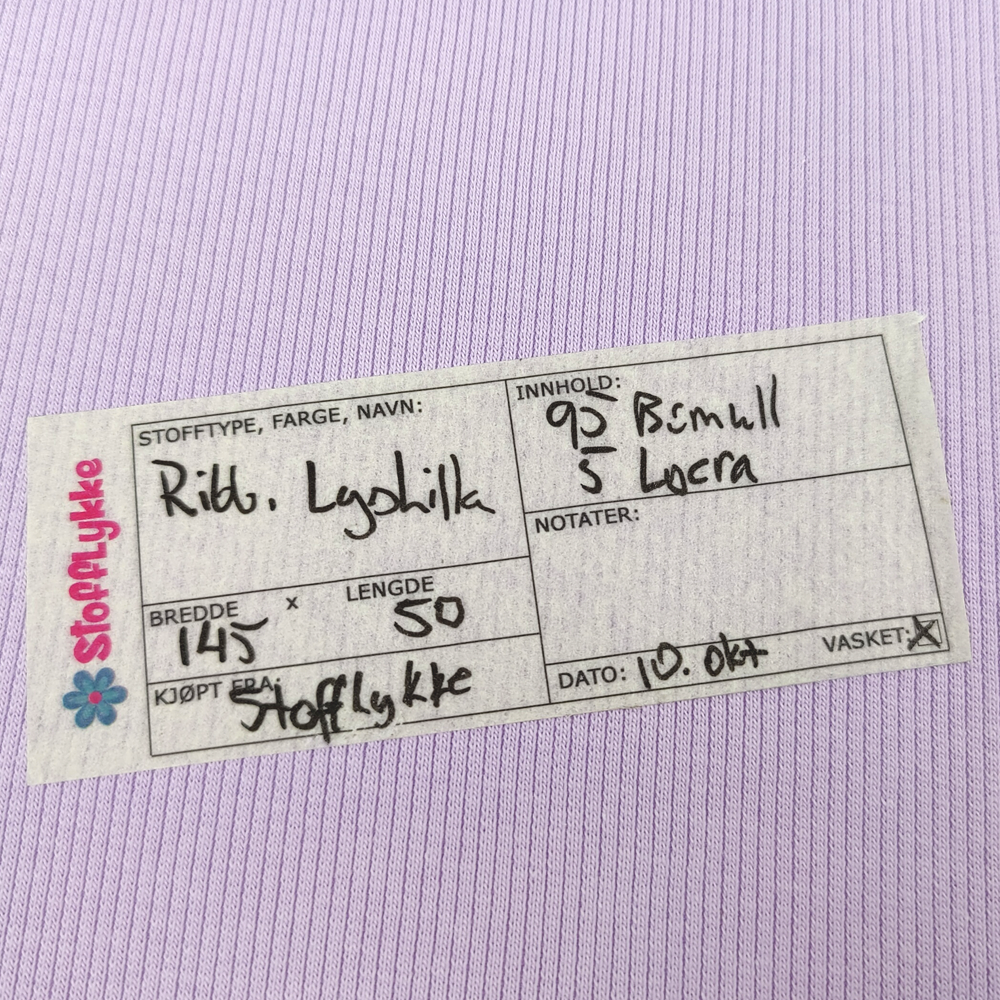 StoffLykke
STOFFTYPE, FARGE, NAVN:
Ribb. Lyslilla
BREDDE x LENGDE
145 50
KJØPT FRA:
StoffLykke
INNHOLD:
95 Bomull
5 Lycra
NOTATER:
DATO: 10. okt VASKET: X